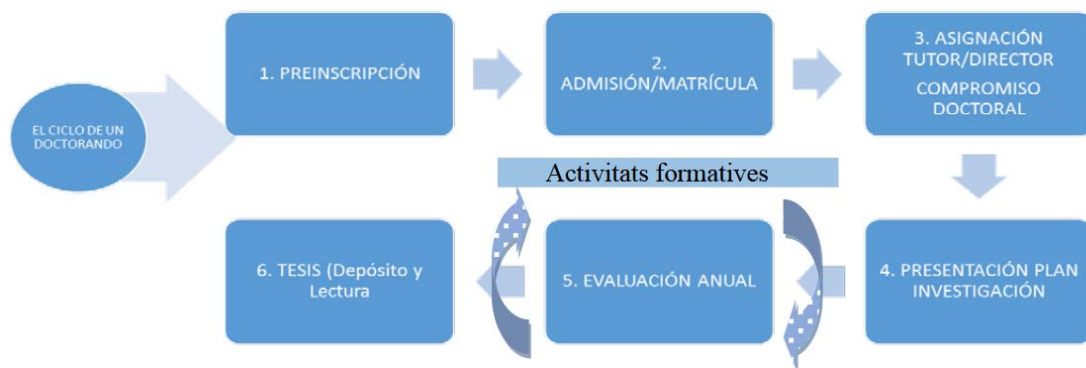 EL CICLO DE UN
DOCTORANDO
1. PREINSCRIPCIÓN
2.
ADMISIÓN/MATRÍCULA
3. ASIGNACIÓN
TUTOR/DIRECTOR
COMPROMISO
DOCTORAL
Activitats formatives
4. PRESENTACIÓN PLAN
INVESTIGACIÓN
5. EVALUACIÓN ANUAL
6. TESIS (Depósito y
Lectura